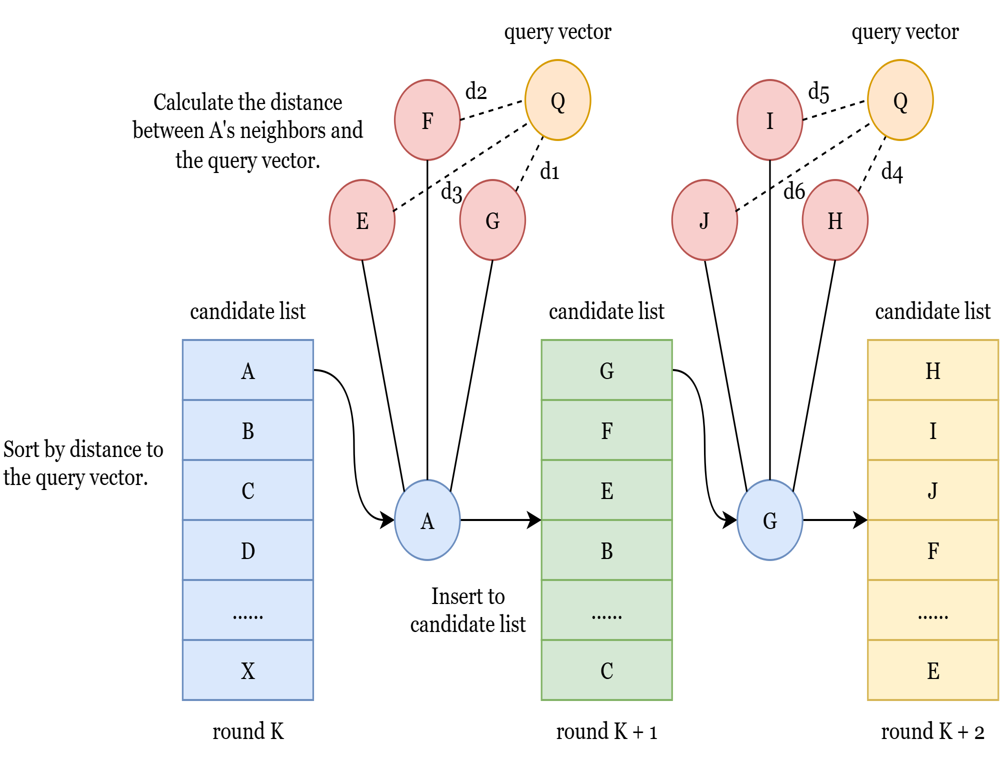 query vector
query vector
Q
Q
d2
d5
F
I
Calculate the distance
between A's neighbors and
the query vector.
d1
d4
d3
d6
E
G
J
H
candidate list
candidate list
candidate list
A
B
C
D
......
X
Sort by distance to
the query vector.
A
Insert to
candidate list
G
F
E
B
......
C
G
H
I
J
F
......
E
round K
round K + 1
round K + 2